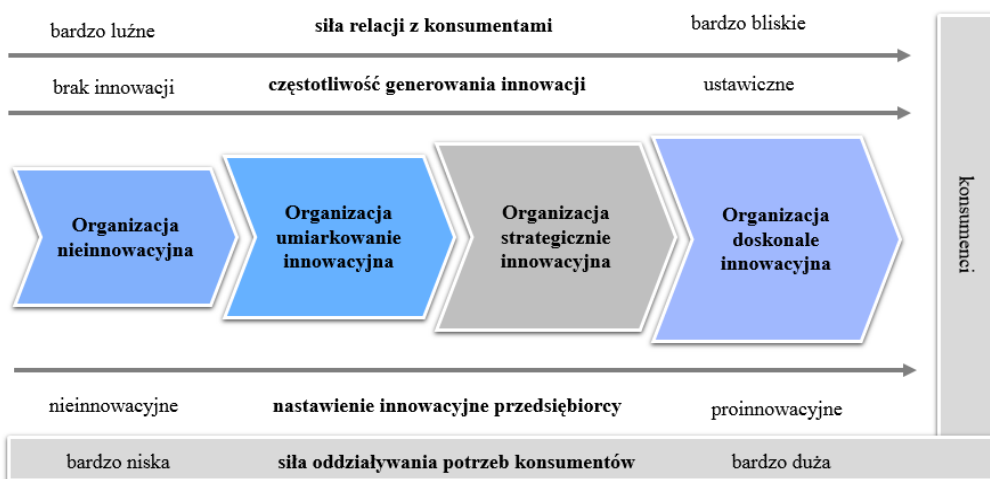 bardzo luźne siła relacji z konsumentami bardzo bliskie
brak innowacji częstotliwość generowania innowacji ustawiczne
Organizacja
nieinnowacyjna
Organizacja
umiarkowanie
innowacyjna
Organizacja
strategicznie
innowacyjna
Organizacja
doskonale
innowacyjna
konsumenci
nieinnowacyjne nastawienie innowacyjne przedsiębiorcy proinnowacyjne
bardzo niska siła oddziaływania potrzeb konsumentów bardzo duża